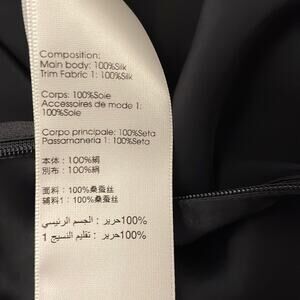 Composition:
Main body: 100%Silk
Trim Fabric 1: 100%Silk
Corps: 100%Soie
Accessoires de mode 1:
100%Soie
Corpo principale: 100%Seta
Passamaneria 1: 100%Seta
本体：100%絹
別布：100%絹
面料：100%桑蚕丝
辅料1：100%桑蚕丝
100%حرير : الجسم الرئيسي
100%حرير : تقليم النسيج 1